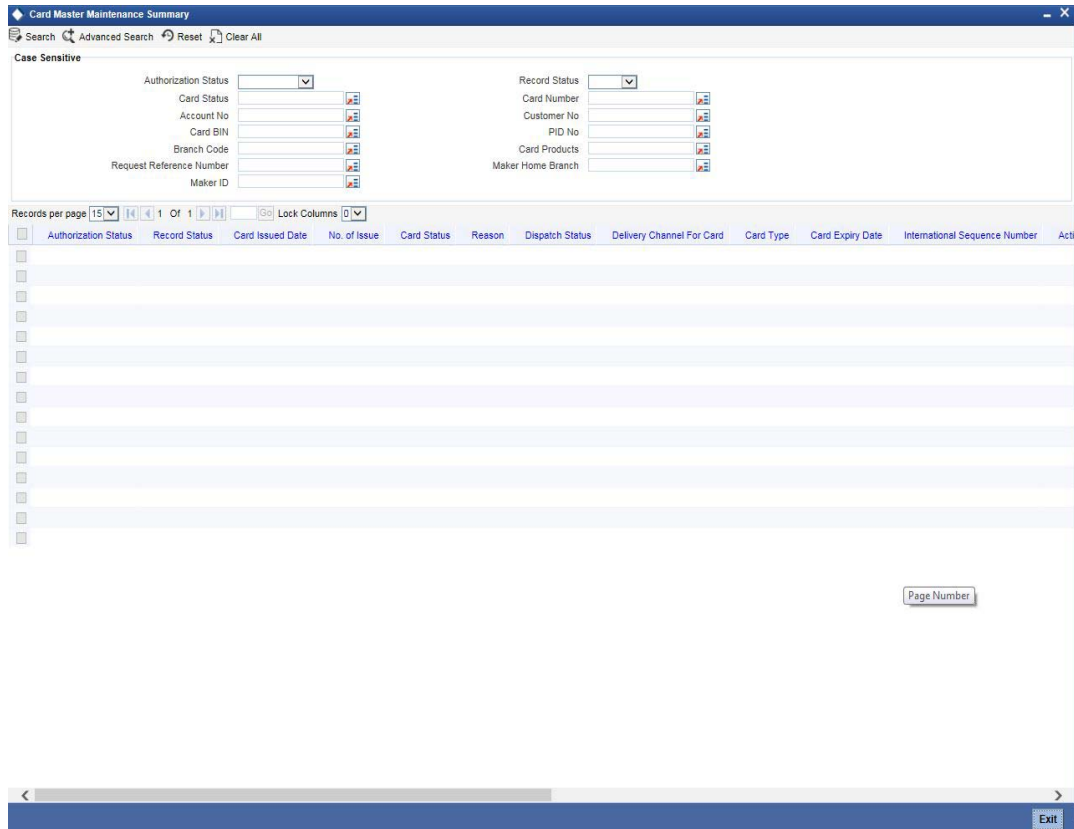 Card Master Maintenance Summary
Search Advanced Search Reset Clear All
Case Sensitive
Authorization Status Record Status
Card Status Card Number
Account No Customer No
Card BIN PID No
Branch Code Card Products
Request Reference Number Maker Home Branch
Maker ID
Records per page 15 1 Of 1 Go Lock Columns 0
Authorization Status Record Status Card Issued Date No. of Issue Card Status Reason Dispatch Status Delivery Channel For Card Card Type Card Expiry Date International Sequence Number Acti
Page Number
Exit